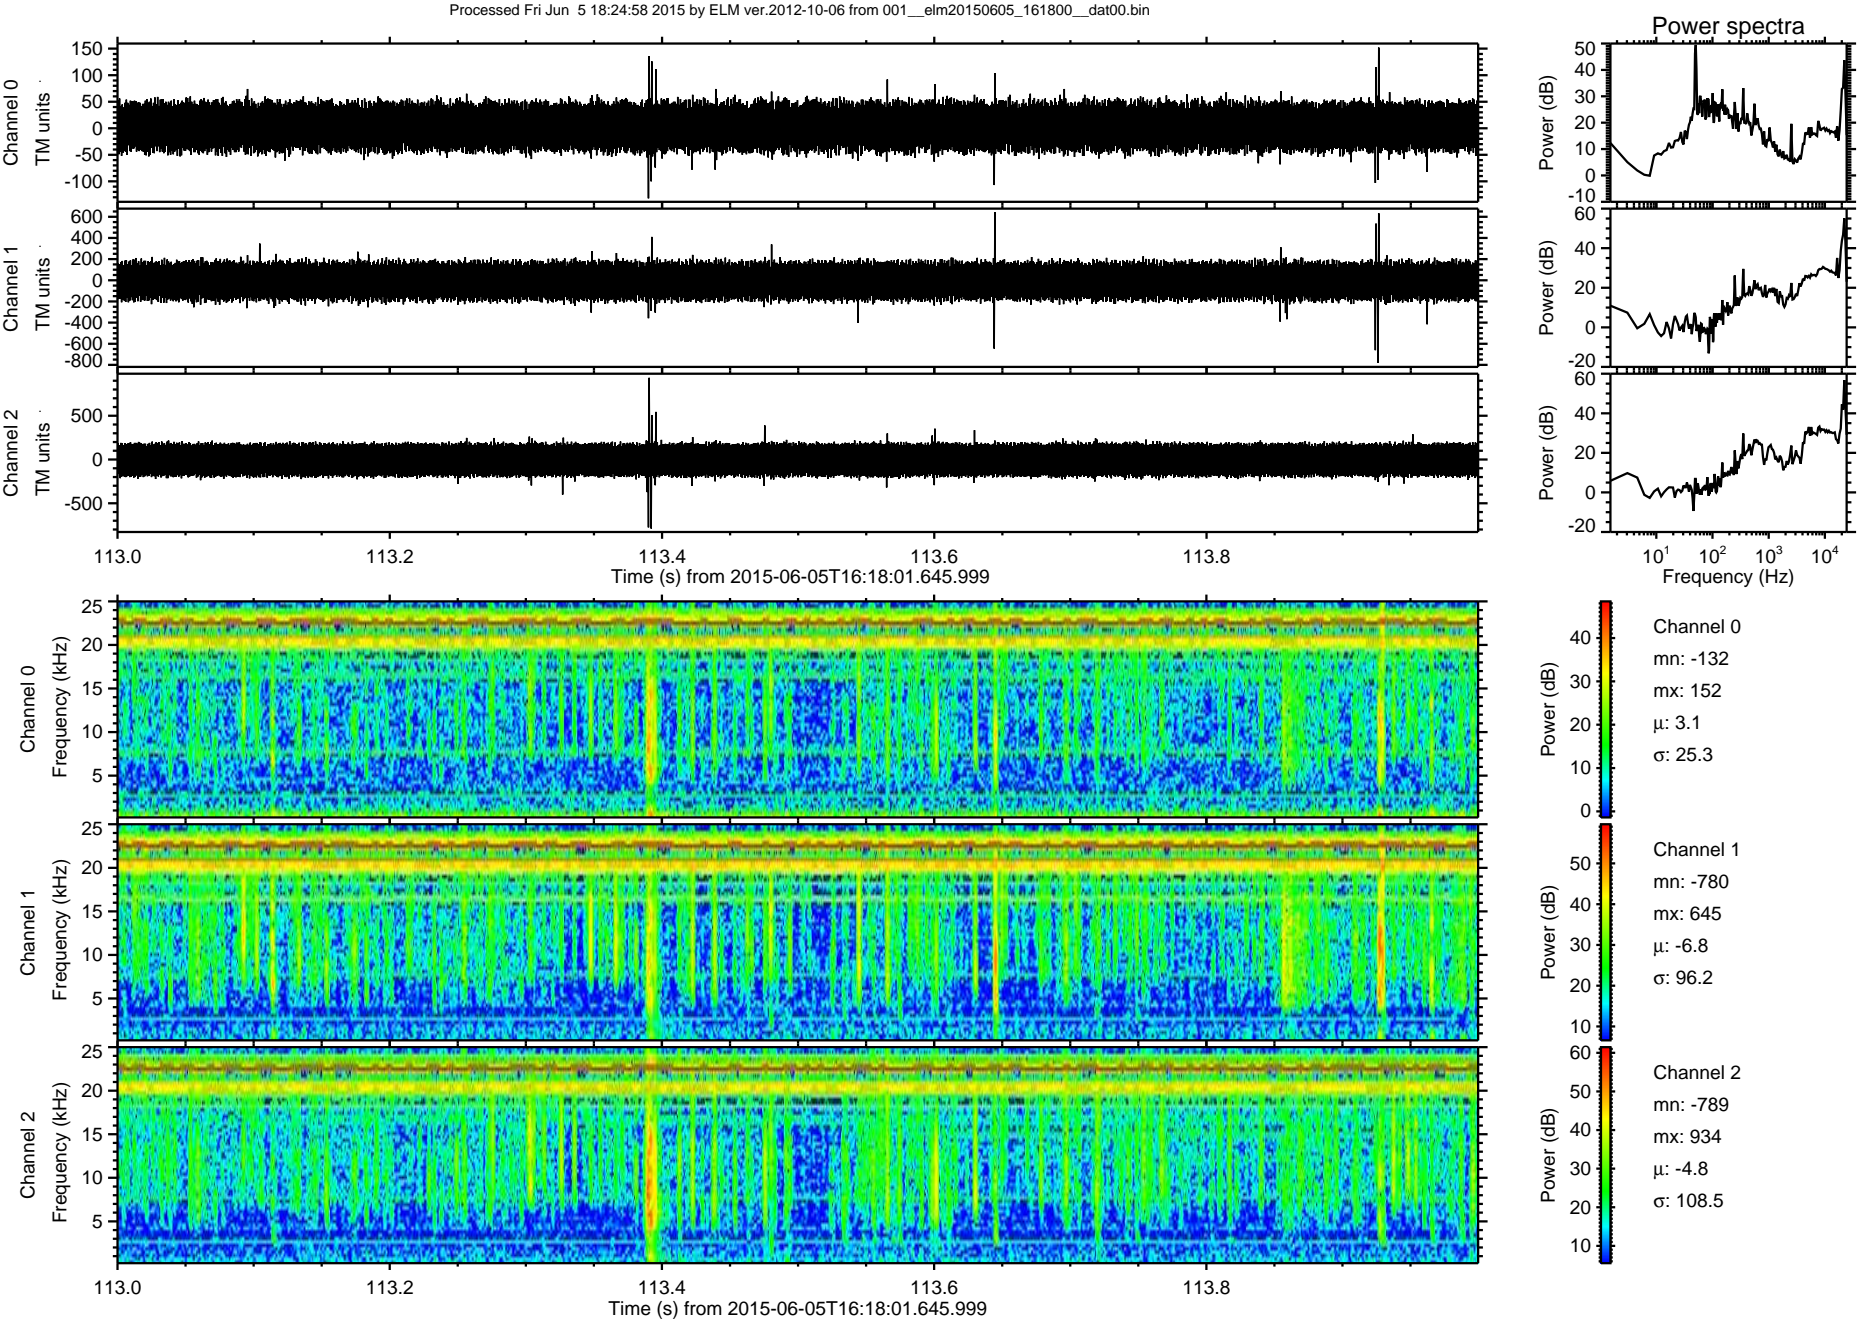 Processed Fri Jun 5 18:24:58 2015 by ELM ver.2012-10-06 from 001__elm20150605_161800__dat00.bin
Power spectra
Channel 0
TM units
150
100
50
0
-50
-100
Power (dB)
50
40
30
20
10
0
-10
Channel 1
TM units
600
400
200
0
-200
-400
-600
-800
Power (dB)
60
40
20
0
-20
Channel 2
TM units
500
0
-500
Power (dB)
60
40
20
0
-20
113.0 113.2 113.4 113.6 113.8
Time (s) from 2015-06-05T16:18:01.645.999
10¹ 10² 10³ 10⁴
Frequency (Hz)
Channel 0
Frequency (kHz)
25
20
15
10
5
Power (dB)
40
30
20
10
0
Channel 0
mn: -132
mx: 152
μ: 3.1
σ: 25.3
Channel 1
Frequency (kHz)
25
20
15
10
5
Power (dB)
50
40
30
20
10
Channel 1
mn: -780
mx: 645
μ: -6.8
σ: 96.2
Channel 2
Frequency (kHz)
25
20
15
10
5
Power (dB)
60
50
40
30
20
10
Channel 2
mn: -789
mx: 934
μ: -4.8
σ: 108.5
113.0 113.2 113.4 113.6 113.8
Time (s) from 2015-06-05T16:18:01.645.999